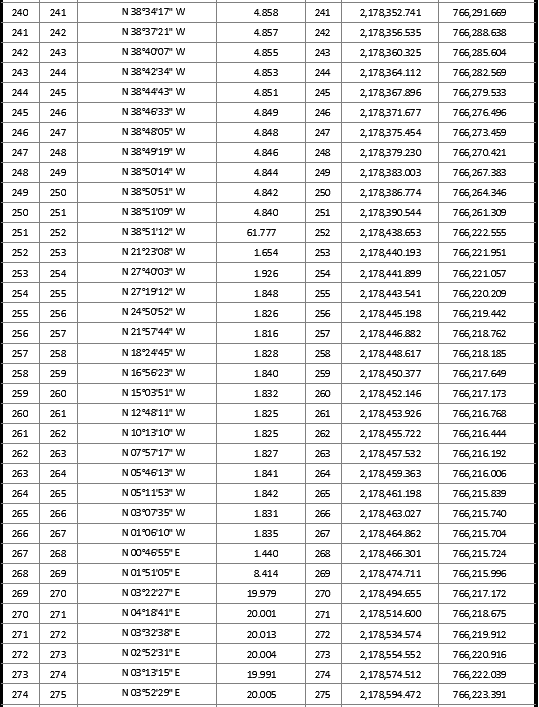 240 241 N 38°34'17" W 4.858 241 2,178,352.741 766,291.669
241 242 N 38°37'21" W 4.857 242 2,178,356.535 766,288.638
242 243 N 38°40'07" W 4.855 243 2,178,360.325 766,285.604
243 244 N 38°42'34" W 4.853 244 2,178,364.112 766,282.569
244 245 N 38°44'43" W 4.851 245 2,178,367.896 766,279.533
245 246 N 38°46'33" W 4.849 246 2,178,371.677 766,276.496
246 247 N 38°48'05" W 4.848 247 2,178,375.454 766,273.459
247 248 N 38°49'19" W 4.846 248 2,178,379.230 766,270.421
248 249 N 38°50'14" W 4.844 249 2,178,383.003 766,267.383
249 250 N 38°50'51" W 4.842 250 2,178,386.774 766,264.346
250 251 N 38°51'09" W 4.840 251 2,178,390.544 766,261.309
251 252 N 38°51'12" W 61.777 252 2,178,438.653 766,222.555
252 253 N 21°23'08" W 1.654 253 2,178,440.193 766,221.951
253 254 N 27°40'03" W 1.926 254 2,178,441.899 766,221.057
254 255 N 27°19'12" W 1.848 255 2,178,443.541 766,220.209
255 256 N 24°50'52" W 1.826 256 2,178,445.198 766,219.442
256 257 N 21°57'44" W 1.816 257 2,178,446.882 766,218.762
257 258 N 18°24'45" W 1.828 258 2,178,448.617 766,218.185
258 259 N 16°56'23" W 1.840 259 2,178,450.377 766,217.649
259 260 N 15°03'51" W 1.832 260 2,178,452.146 766,217.173
260 261 N 12°48'11" W 1.825 261 2,178,453.926 766,216.768
261 262 N 10°13'10" W 1.825 262 2,178,455.722 766,216.444
262 263 N 07°57'17" W 1.827 263 2,178,457.532 766,216.192
263 264 N 05°46'13" W 1.841 264 2,178,459.363 766,216.006
264 265 N 05°11'53" W 1.842 265 2,178,461.198 766,215.839
265 266 N 03°07'35" W 1.831 266 2,178,463.027 766,215.740
266 267 N 01°06'10" W 1.835 267 2,178,464.862 766,215.704
267 268 N 00°46'55" E 1.440 268 2,178,466.301 766,215.724
268 269 N 01°51'05" E 8.414 269 2,178,474.711 766,215.996
269 270 N 03°22'27" E 19.979 270 2,178,494.655 766,217.172
270 271 N 04°18'41" E 20.001 271 2,178,514.600 766,218.675
271 272 N 03°32'38" E 20.013 272 2,178,534.574 766,219.912
272 273 N 02°52'31" E 20.004 273 2,178,554.552 766,220.916
273 274 N 03°13'15" E 19.991 274 2,178,574.512 766,222.039
274 275 N 03°52'29" E 20.005 275 2,178,594.472 766,223.391